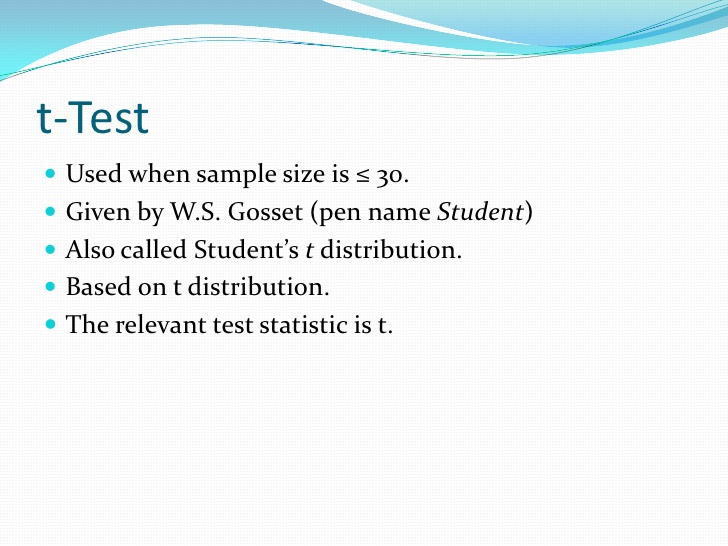 t-Test
• Used when sample size is ≤ 30.
• Given by W.S. Gosset (pen name Student)
• Also called Student’s t distribution.
• Based on t distribution.
• The relevant test statistic is t.